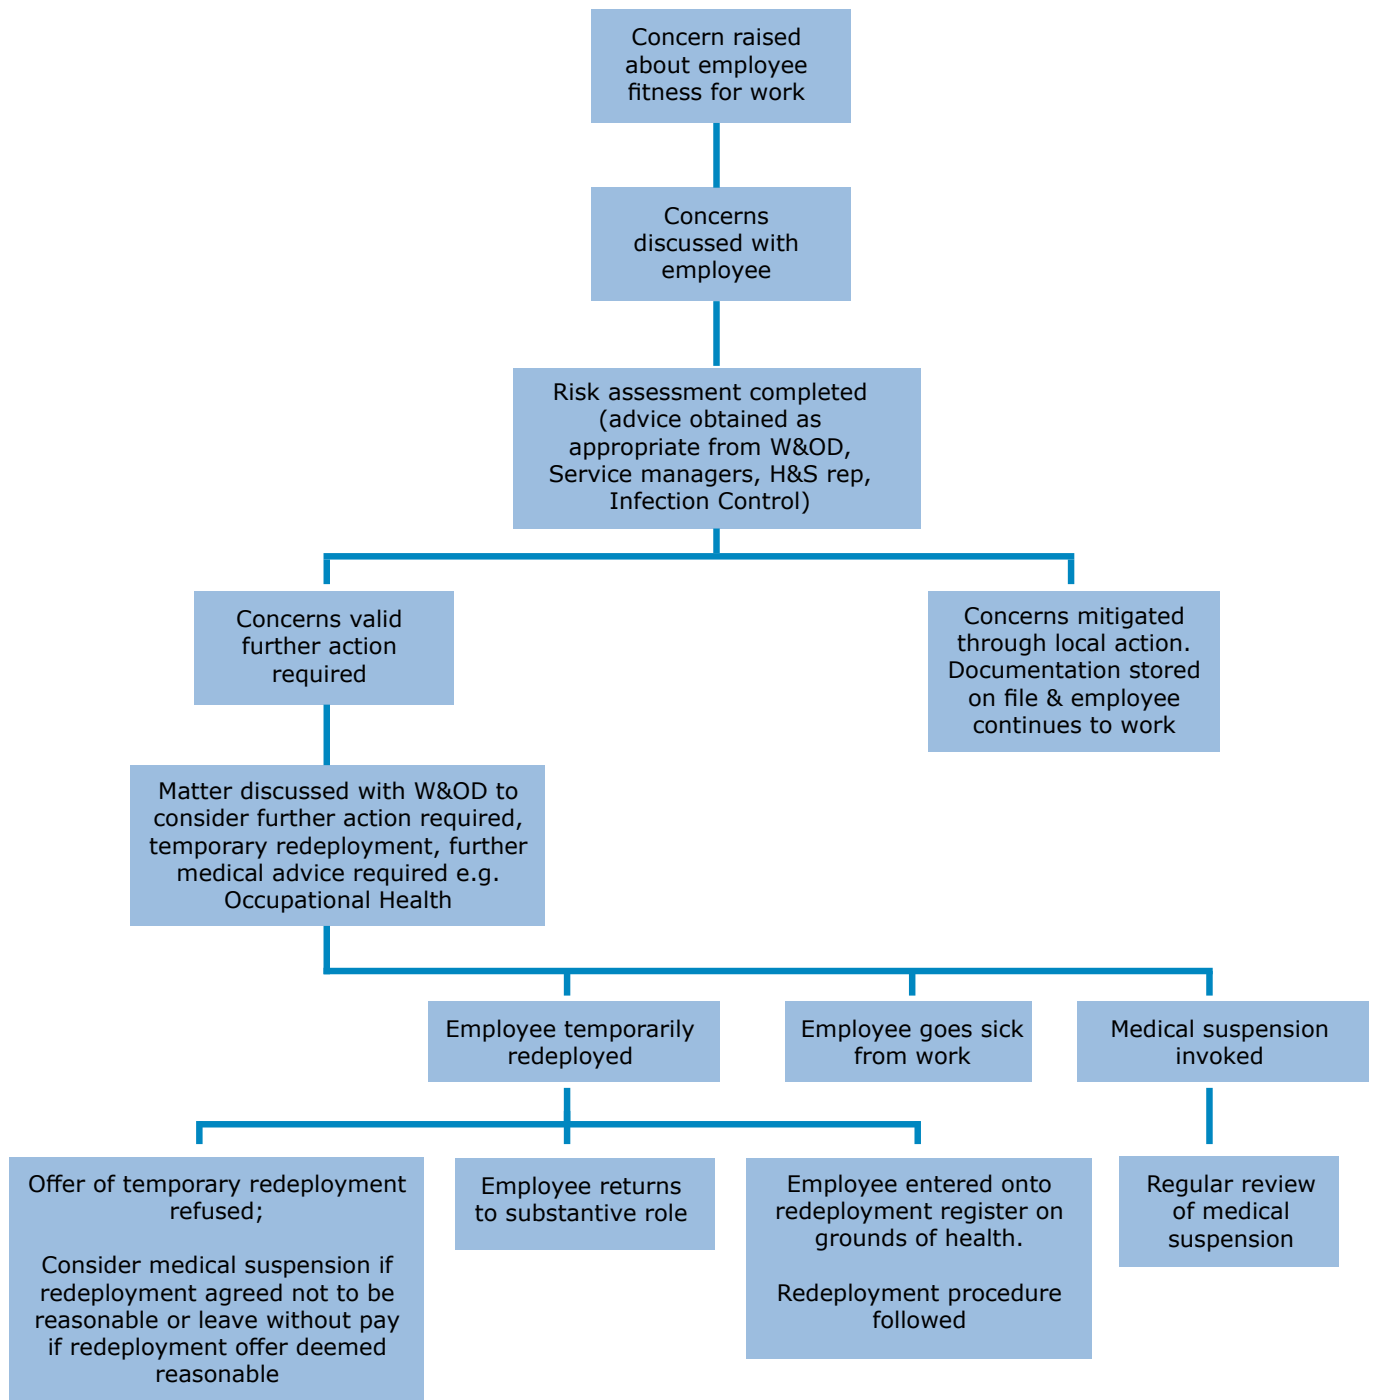 Concern raised
about employee
fitness for work
Concerns
discussed with
employee
Risk assessment completed
(advice obtained as
appropriate from W&OD,
Service managers, H&S rep,
Infection Control)
Concerns valid
further action
required
Concerns mitigated
through local action.
Documentation stored
on file & employee
continues to work
Matter discussed with W&OD to
consider further action required,
temporary redeployment, further
medical advice required e.g.
Occupational Health
Employee temporarily
redeployed
Employee goes sick
from work
Medical suspension
invoked
Offer of temporary redeployment
refused;
Consider medical suspension if
redeployment agreed not to be
reasonable or leave without pay
if redeployment offer deemed
reasonable
Employee returns
to substantive role
Employee entered onto
redeployment register on
grounds of health.
Redeployment procedure
followed
Regular review
of medical
suspension